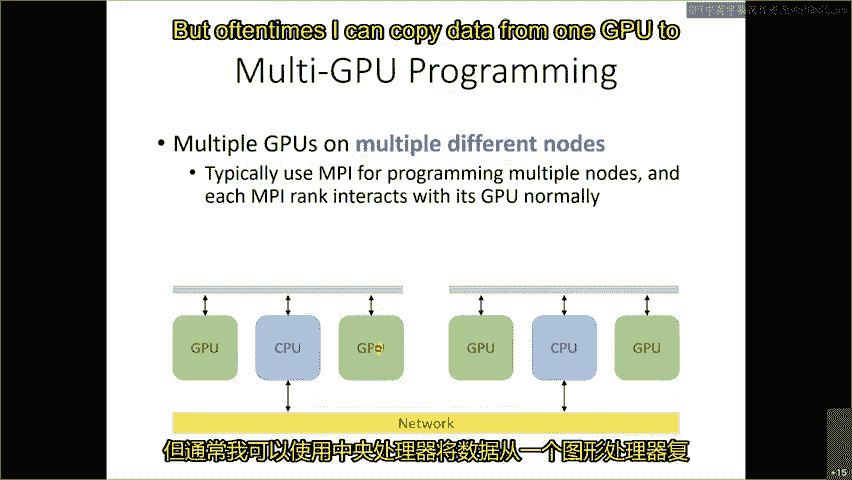 But oftentimes I can copy data from one GPU to
Multi-GPU Programming
• Multiple GPUs on multiple different nodes
• Typically use MPI for programming multiple nodes, and
each MPI rank interacts with its GPU normally
GPU
CPU
GPU
GPU
CPU
GPU
Network
但通常我可以使用中央处理器将数据从一个图形处理器复
+15